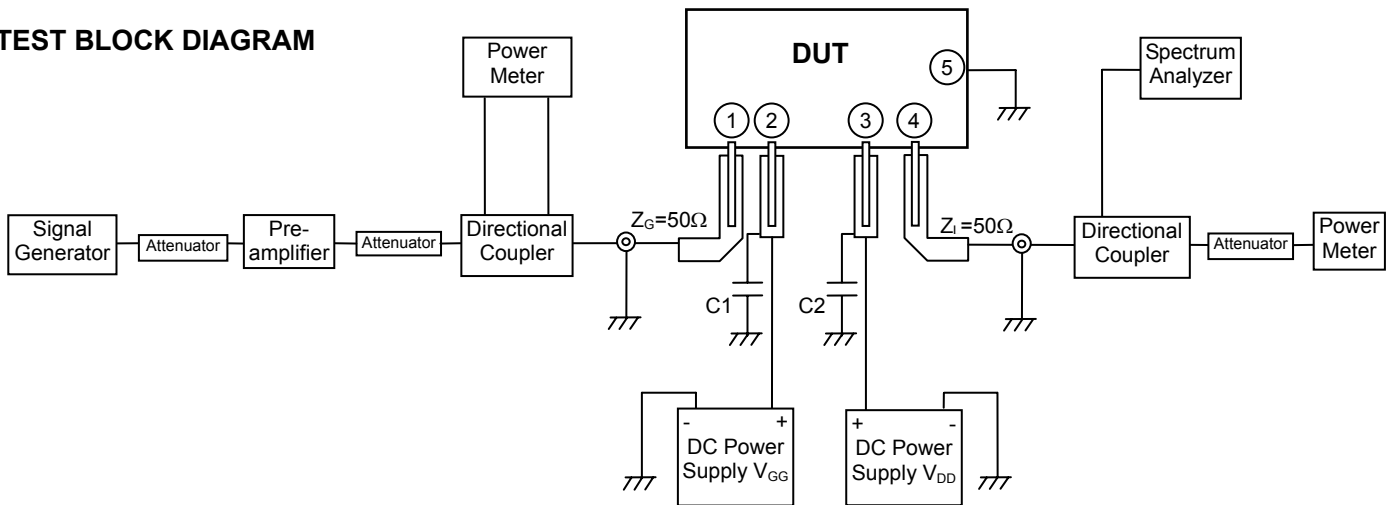 TEST BLOCK DIAGRAM
Power
Meter
DUT
5
Spectrum
Analyzer
1
2
3
4
Signal
Generator
Attenuator
Pre-
amplifier
Attenuator
Directional
Coupler
ZG=50Ω
C1
C2
ZL=50Ω
Directional
Coupler
Attenuator
Power
Meter
- +
DC Power
Supply VGG
+ -
DC Power
Supply VDD